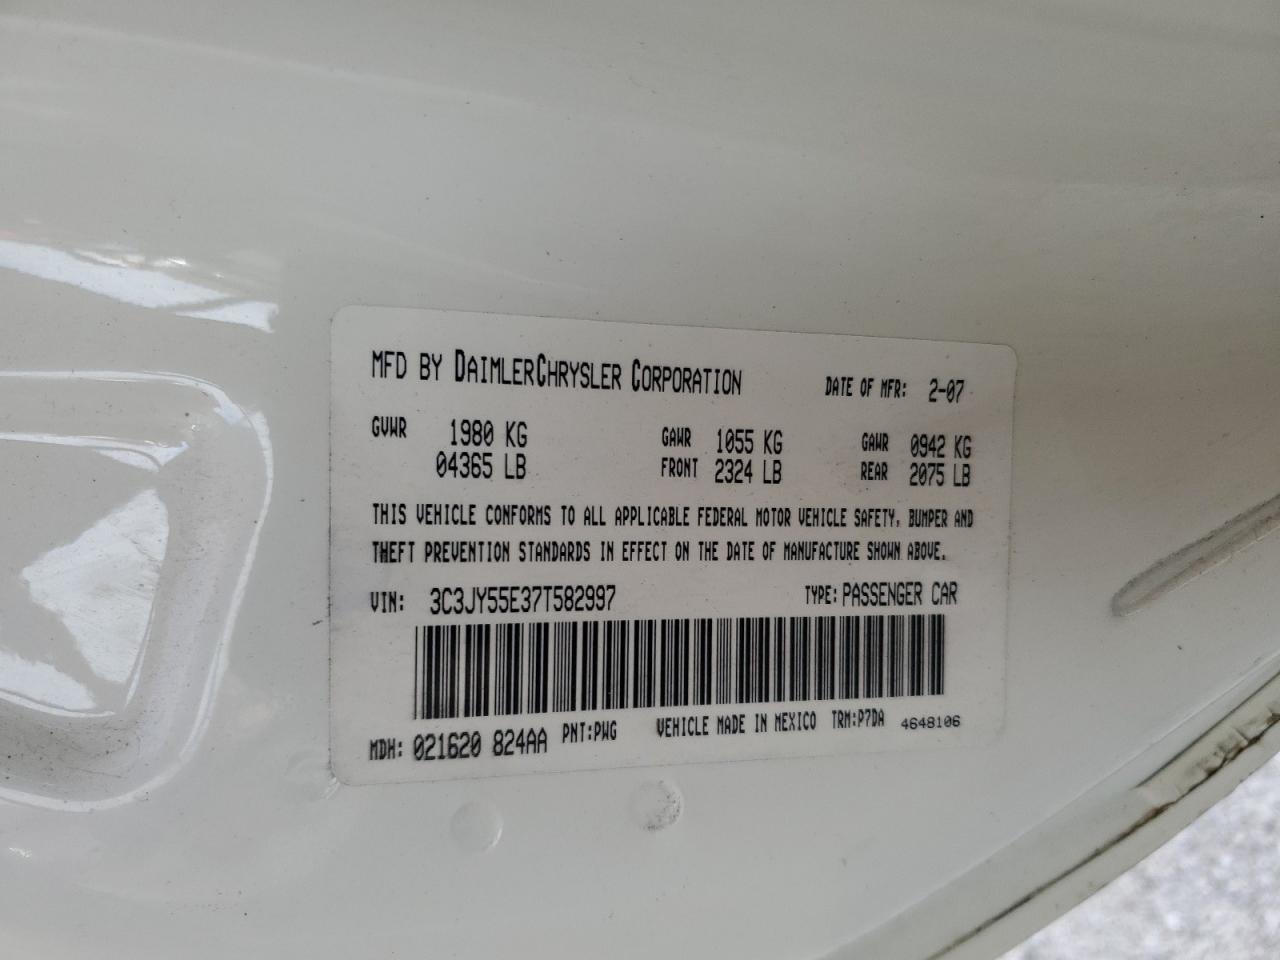 MFD BY DAIMLERCHRYSLER CORPORATION DATE OF MFR: 2-07
GVWR 1980 KG GAWR 1055 KG GAWR 0942 KG
04365 LB FRONT 2324 LB REAR 2075 LB
THIS VEHICLE CONFORMS TO ALL APPLICABLE FEDERAL MOTOR VEHICLE SAFETY, BUMPER AND
THEFT PREVENTION STANDARDS IN EFFECT ON THE DATE OF MANUFACTURE SHOWN ABOVE.
VIN: 3C3JY55E37T582997 TYPE: PASSENGER CAR
MDH: 021620 824AA PNT:PWG VEHICLE MADE IN MEXICO TRM:P7DA 4648106